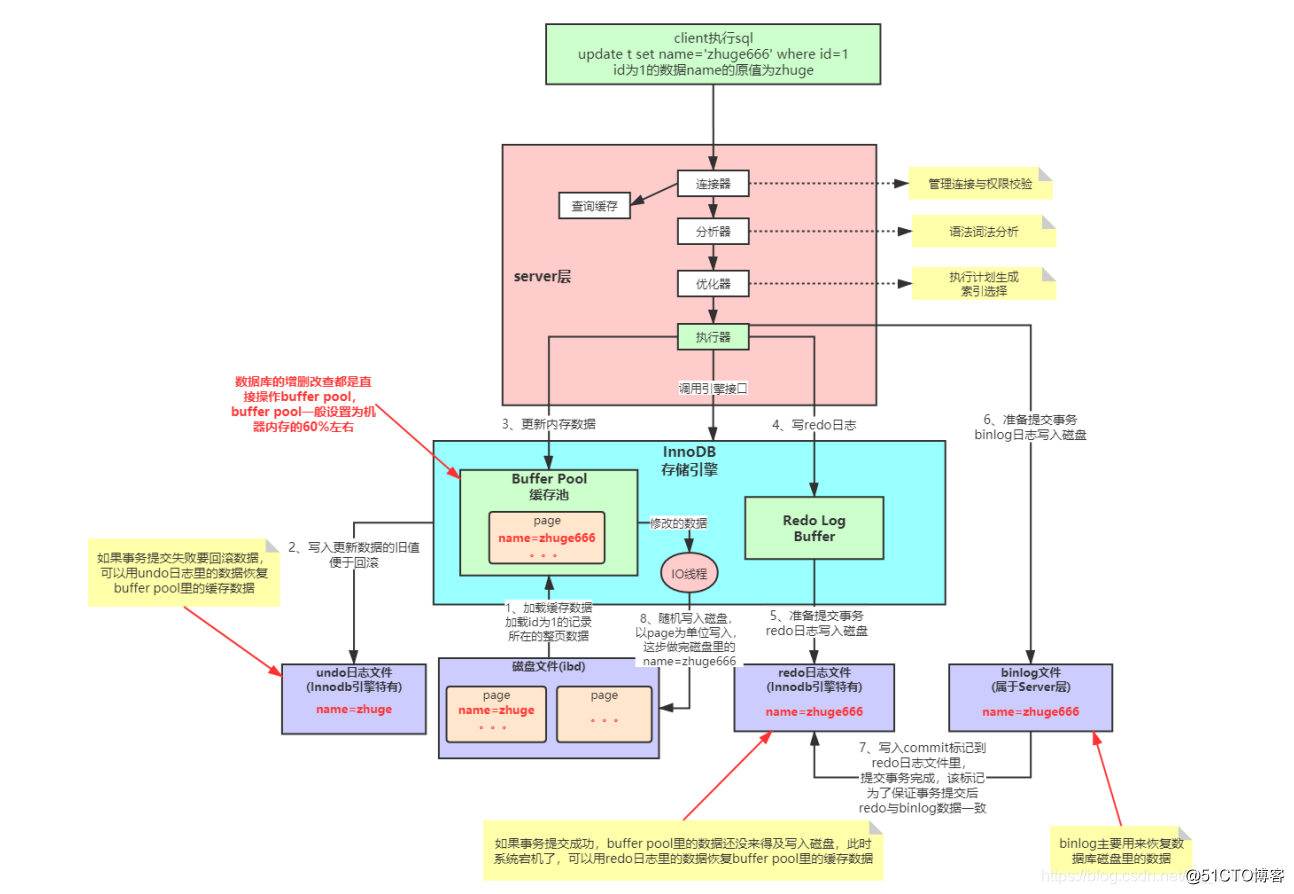 client执行sql
update t set name='zhuge666' where id=1
id为1的数据name的原值为zhuge
连接器
管理连接与权限校验
查询缓存
分析器
语法词法分析
server层
优化器
执行计划生成
索引选择
执行器
数据库的增删改查都是直
接操作buffer pool，
buffer pool一般设置为机
器内存的60%左右
调用引擎接口
3、更新内存数据
4、写redo日志
6、准备提交事务
binlog日志写入磁盘
InnoDB
存储引擎
Buffer Pool
缓存池
page
name=zhuge666
。。。
修改的数据
IO线程
Redo Log
Buffer
2、写入更新数据的旧值
便于回滚
如果事务提交失败要回滚数据，
可以用undo日志里的数据恢复
buffer pool里的缓存数据
1、加载缓存数据
加载id为1的记录
所在的整页数据
8、随机写入磁盘，
以page为单位写入，
这步做完磁盘里的
name=zhuge666
5、准备提交事务
redo日志写入磁盘
undo日志文件
(Innodb引擎特有)
name=zhuge
磁盘文件(ibd)
page
name=zhuge
。。。
page
。。。
redo日志文件
(Innodb引擎特有)
name=zhuge666
binlog文件
(属于Server层)
name=zhuge666
7、写入commit标记到
redo日志文件里，
提交事务完成，该标记
为了保证事务提交后
redo与binlog数据一致
如果事务提交成功，buffer pool里的数据还没来得及写入磁盘，此时
系统宕机了，可以用redo日志里的数据恢复buffer pool里的缓存数据
binlog主要用来恢复数
据库磁盘里的数据
https://blog.csdn.net/
@51CTO博客